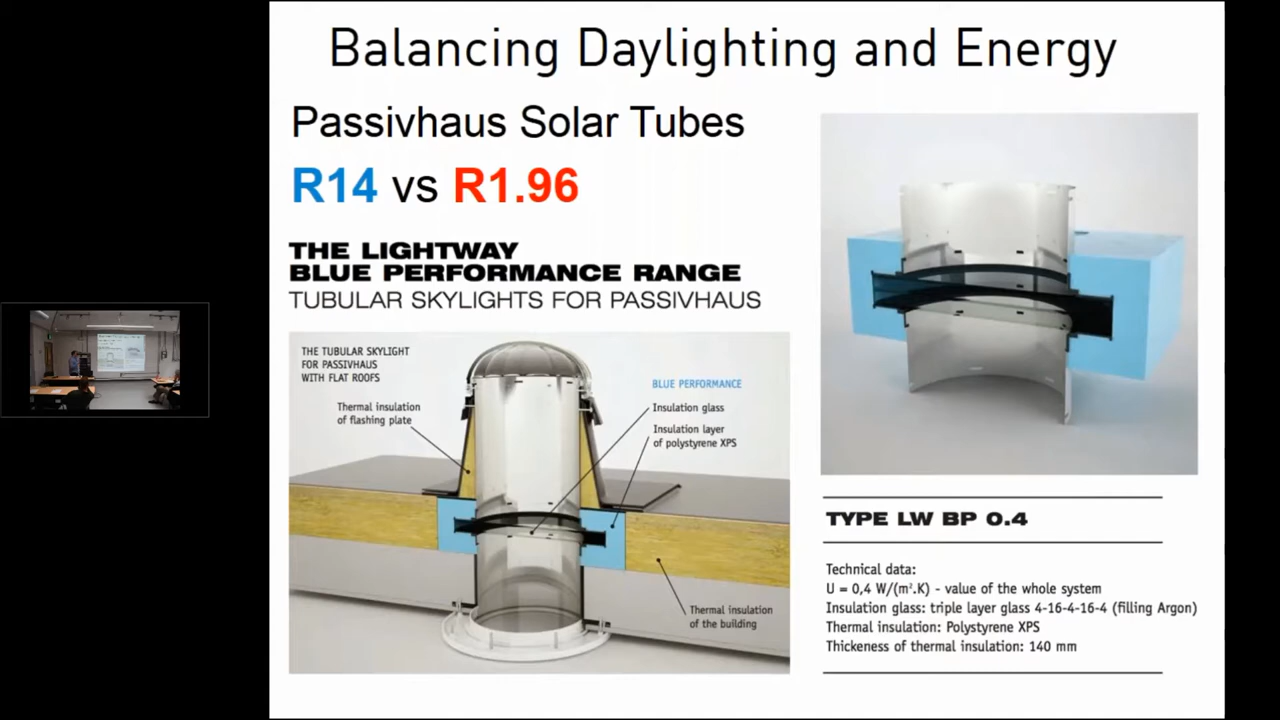 Balancing Daylighting and Energy
Passivhaus Solar Tubes
R14 vs R1.96
THE LIGHTWAY
BLUE PERFORMANCE RANGE
TUBULAR SKYLIGHTS FOR PASSIVHAUS
THE TUBULAR SKYLIGHT
FOR PASSIVHAUS
WITH FLAT ROOFS
Thermal insulation
of flashing plate
BLUE PERFORMANCE
Insulation glass
Insulation layer
of polystyrene XPS
Thermal insulation
of the building
TYPE LW BP 0.4
Technical data:
U = 0,4 W/(m².K) - value of the whole system
Insulation glass: triple layer glass 4-16-4-16-4 (filling Argon)
Thermal insulation: Polystyrene XPS
Thickeness of thermal insulation: 140 mm